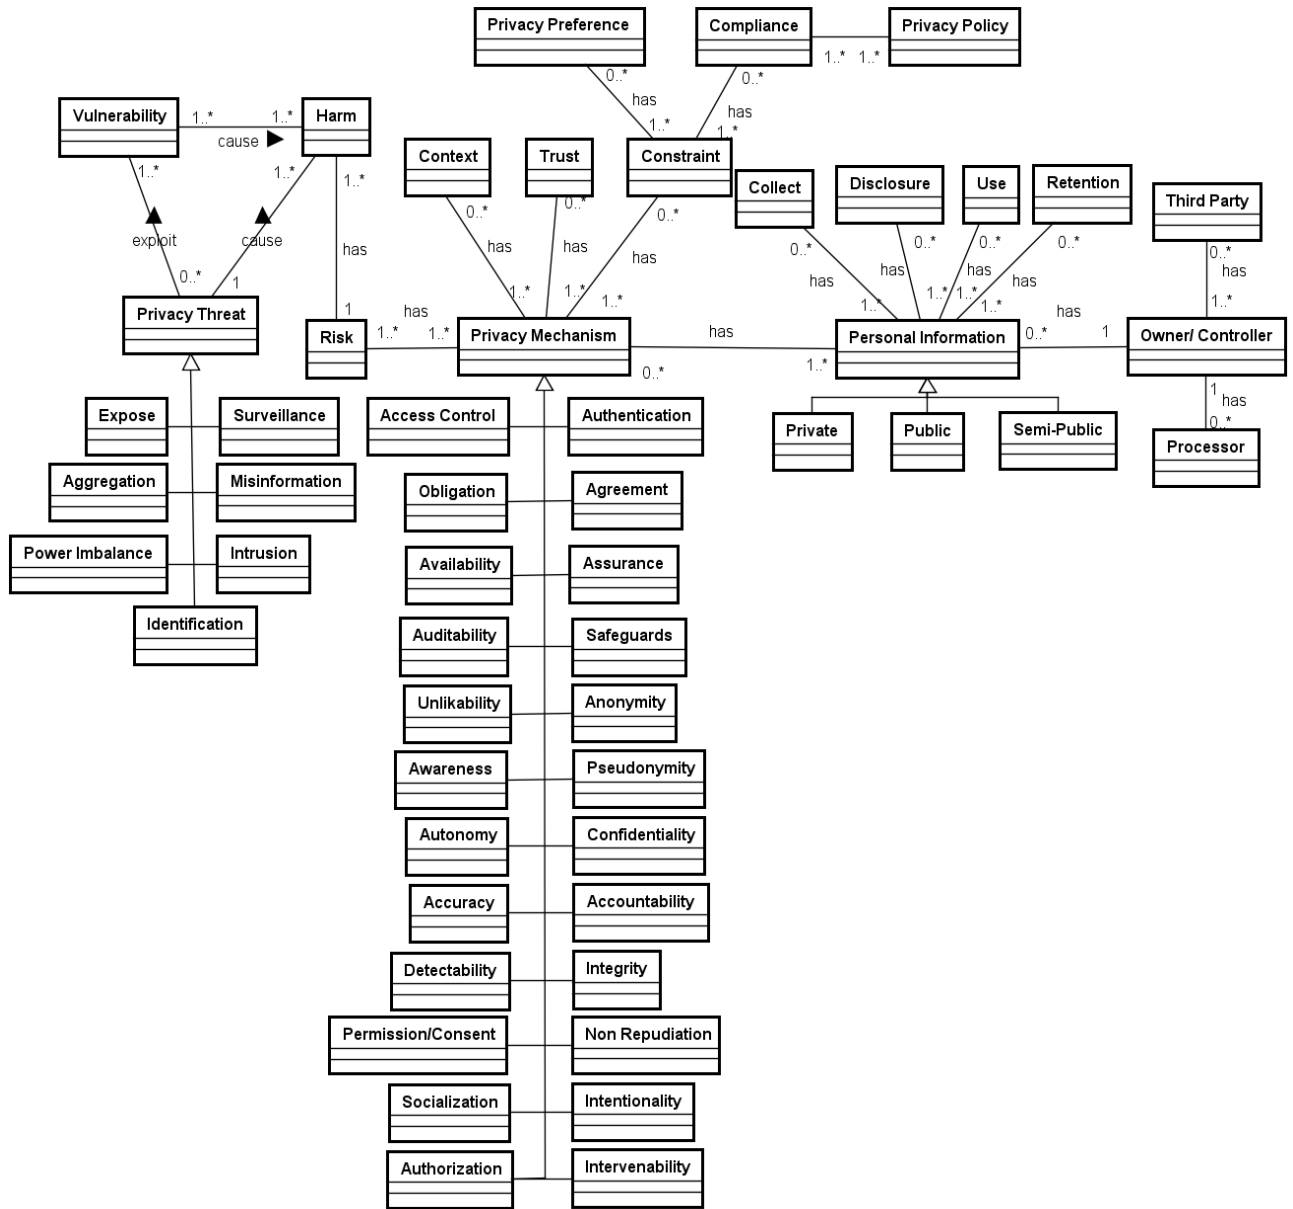 Privacy Preference
Compliance
Privacy Policy
0..*
0..*
1..*
1..*
has
has
1..*
1..*
Vulnerability
Harm
1..*
1..*
cause
Context
Trust
Constraint
Collect
Disclosure
Use
Retention
Third Party
1..*
1..*
1..*
0..*
0..*
0..*
0..*
0..*
0..*
0..*
0..*
exploit
cause
has
has
has
has
has
has
has
has
has
0..*
1
1..*
1..*
1..*
1..*
1..*
1..*
1..*
1..*
1
has
has
Privacy Threat
Risk
1..*
1..*
Privacy Mechanism
has
Personal Information
0..*
1
Owner/ Controller
0..*
1..*
1
has
0..*
Expose
Surveillance
Access Control
Authentication
Private
Public
Semi-Public
Processor
Aggregation
Misinformation
Obligation
Agreement
Power Imbalance
Intrusion
Availability
Assurance
Identification
Auditability
Safeguards
Unlikability
Anonymity
Awareness
Pseudonymity
Autonomy
Confidentiality
Accuracy
Accountability
Detectability
Integrity
Permission/Consent
Non Repudiation
Socialization
Intentionality
Authorization
Intervenability